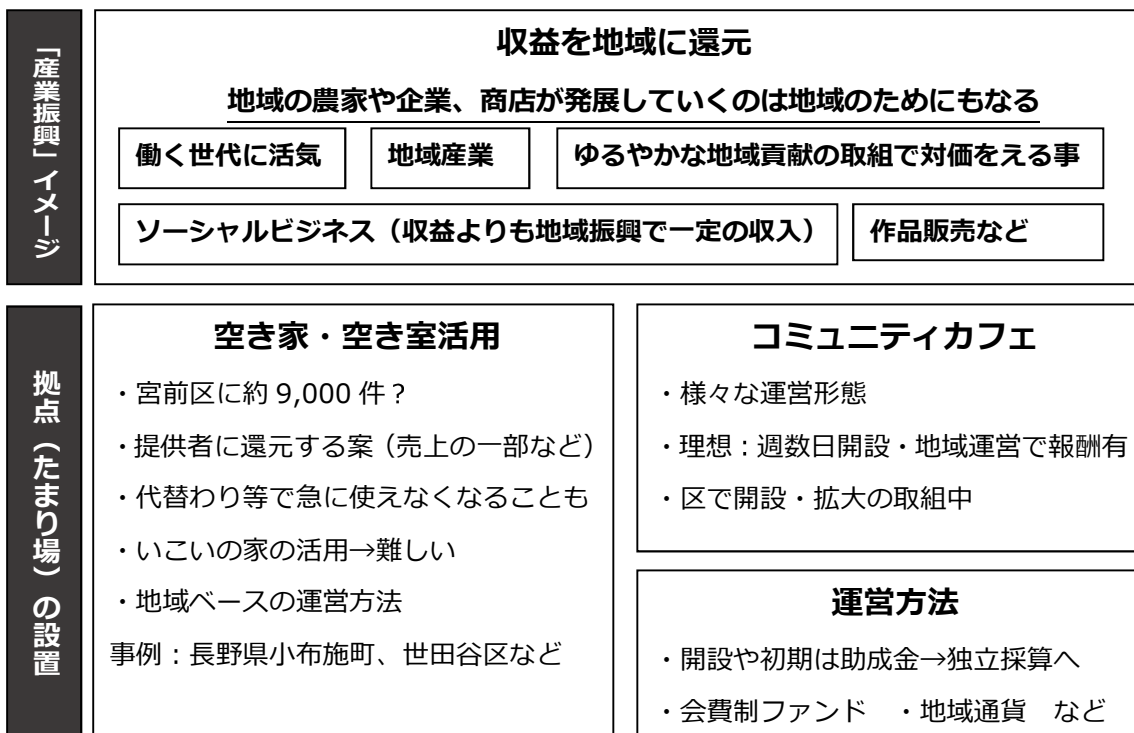 「産業振興」イメージ
収益を地域に還元
地域の農家や企業、商店が発展していくのは地域のためにもなる
働く世代に活気
地域産業
ゆるやかな地域貢献の取組で対価をえる事
ソーシャルビジネス（収益よりも地域振興で一定の収入）
作品販売など
拠点（たまり場）の設置
空き家・空き室活用
・宮前区に約 9,000 件？
・提供者に還元する案（売上の一部など）
・代替わり等で急に使えなくなることも
・いこいの家の活用→難しい
・地域ベースの運営方法
事例：長野県小布施町、世田谷区など
コミュニティカフェ
・様々な運営形態
・理想：週数日開設・地域運営で報酬有
・区で開設・拡大の取組中
運営方法
・開設や初期は助成金→独立採算へ
・会費制ファンド　・地域通貨　など